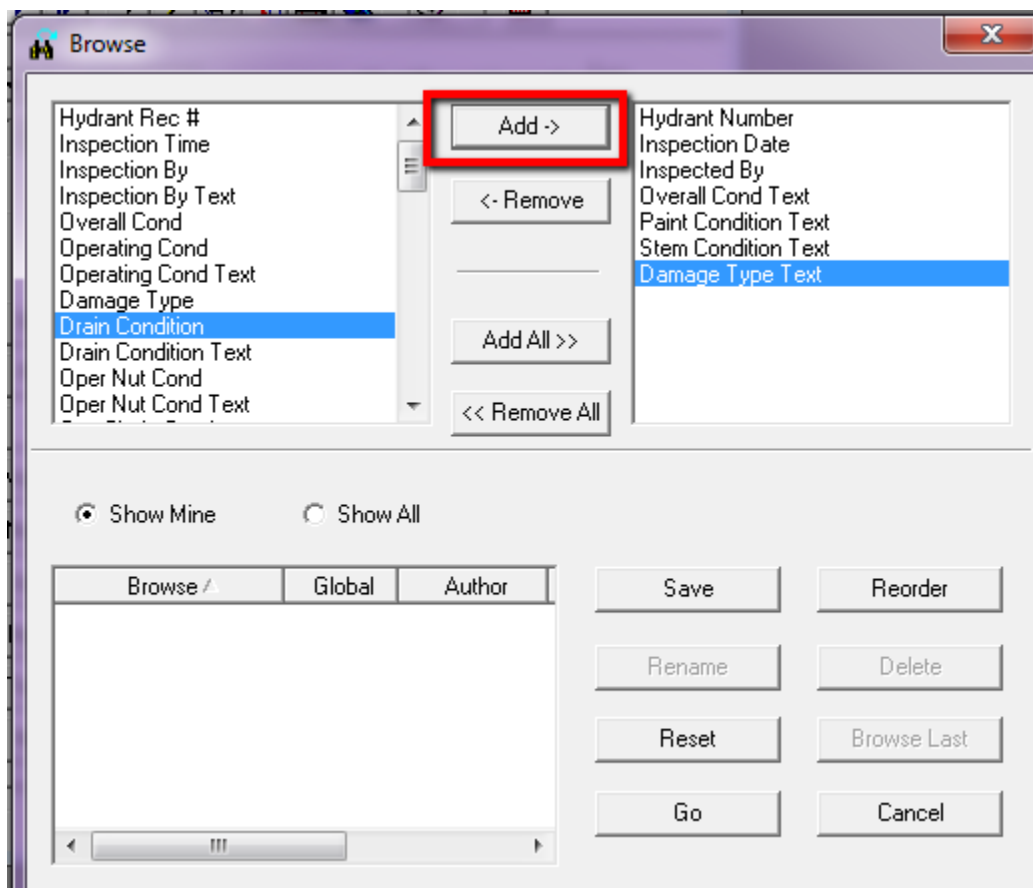 Browse
Hydrant Rec #
Inspection Time
Inspection By
Inspection By Text
Overall Cond
Operating Cond
Operating Cond Text
Damage Type
Drain Condition
Drain Condition Text
Oper Nut Cond
Oper Nut Cond Text
Add ->
<- Remove
Add All >>
<< Remove All
Hydrant Number
Inspection Date
Inspected By
Overall Cond Text
Paint Condition Text
Stem Condition Text
Damage Type Text
Show Mine Show All
Browse Global Author
Save Reorder
Rename Delete
Reset Browse Last
Go Cancel